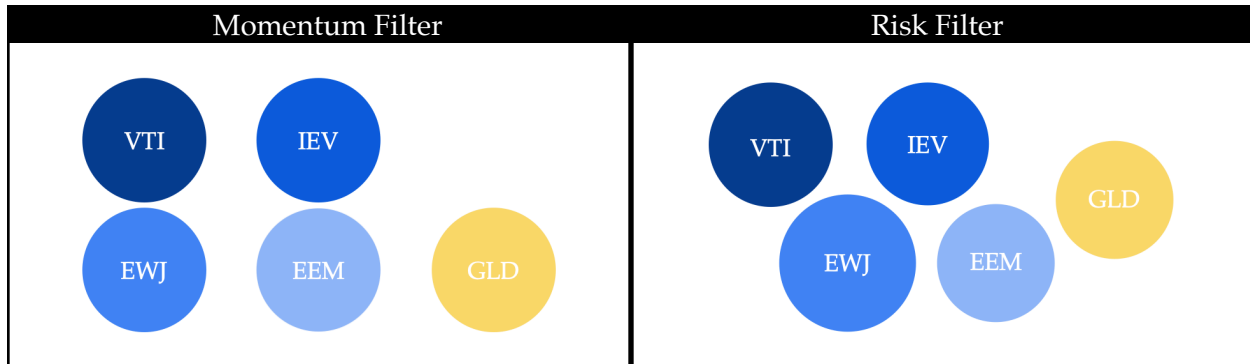 Momentum Filter
VTI IEV
EWJ EEM GLD
Risk Filter
VTI IEV
GLD
EWJ EEM